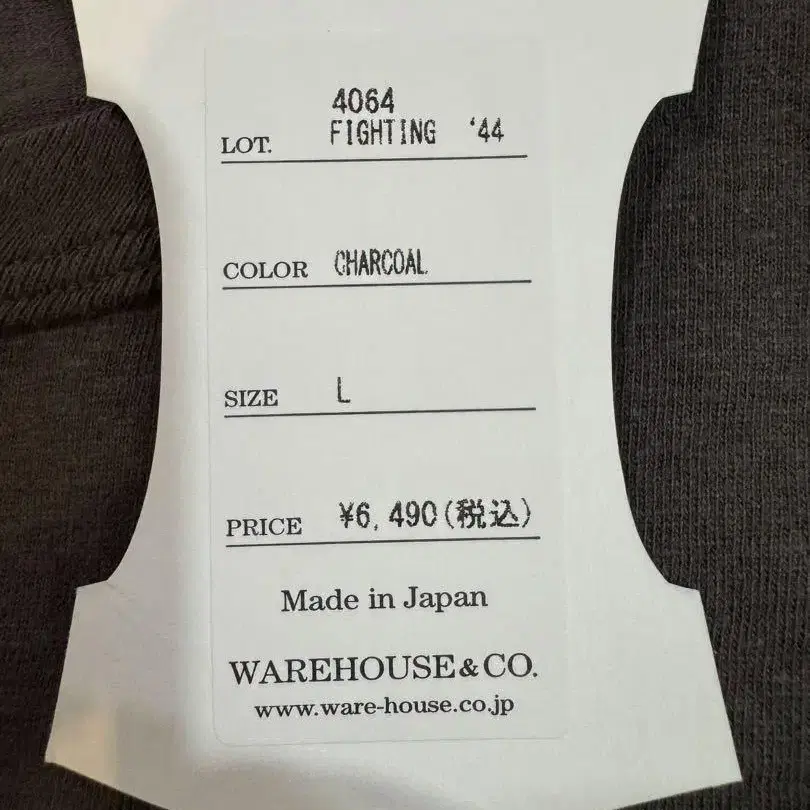 4064
LOT. FIGHTING '44
COLOR CHARCOAL
SIZE L
PRICE ¥6,490(税込)
Made in Japan
WAREHOUSE & CO.
www.ware-house.co.jp